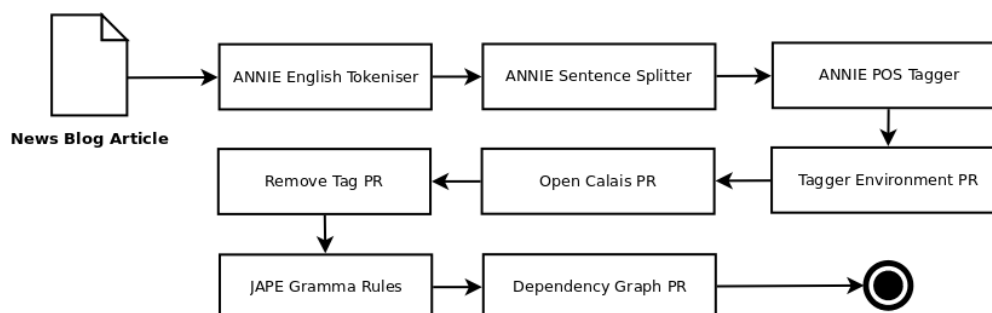 ANNIE English Tokeniser
ANNIE Sentence Splitter
ANNIE POS Tagger
News Blog Article
Remove Tag PR
Open Calais PR
Tagger Environment PR
JAPE Gramma Rules
Dependency Graph PR